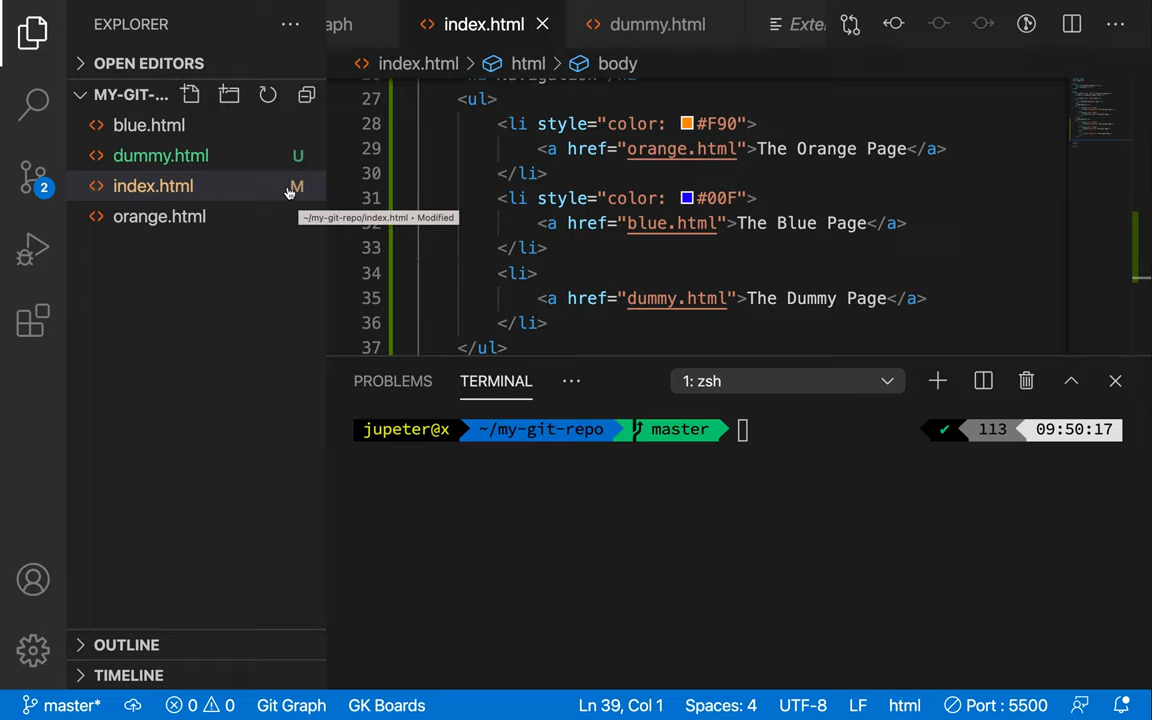 EXPLORER
OPEN EDITORS
MY-GIT-...
blue.html
dummy.html U
index.html M
orange.html
~/my-git-repo/index.html • Modified
2
OUTLINE
TIMELINE
aph
index.html
dummy.html
Exte
index.html > html > body
27 <ul>
28 <li style="color: #F90">
29 <a href="orange.html">The Orange Page</a>
30 </li>
31 <li style="color: #00F">
32 <a href="blue.html">The Blue Page</a>
33 </li>
34 <li>
35 <a href="dummy.html">The Dummy Page</a>
36 </li>
37 </ul>
PROBLEMS TERMINAL ... 1: zsh
jupeter@x ~/my-git-repo master ✔ 113 09:50:17
master* 0 0 Git Graph GK Boards Ln 39, Col 1 Spaces: 4 UTF-8 LF html Port : 5500